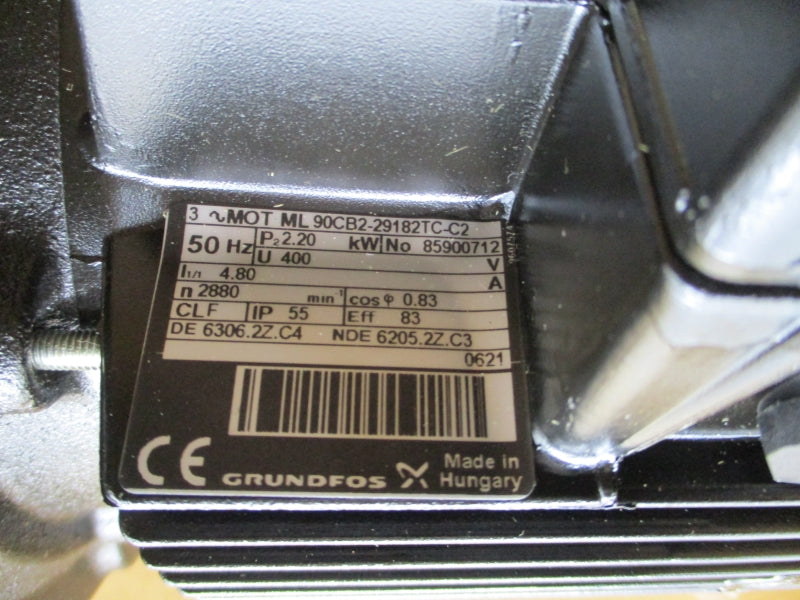 3 ∿MOT ML 90CB2-29182TC-C2
50 Hz P₂ 2.20 kW No 85900712
U 400 V
I₁/₁ 4.80 A
n 2880 min⁻¹ cos φ 0.83
CL F IP 55 Eff 83
DE 6306.2Z.C4 NDE 6205.2Z.C3
0621
CE GRUNDFOS Made in
Hungary